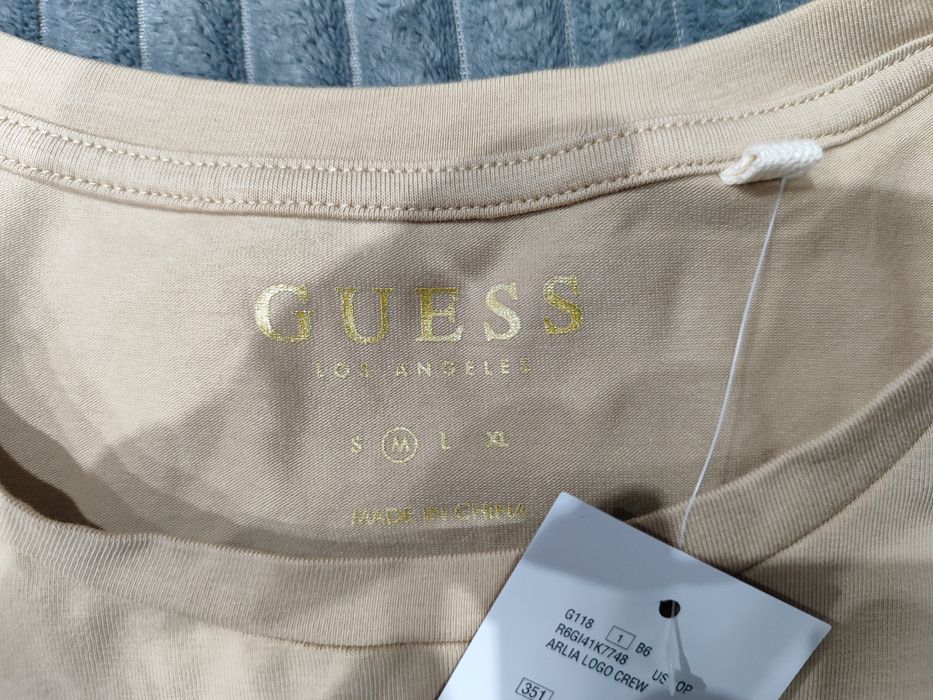 GUESS
LOS ANGELES
S M L XL
MADE IN CHINA
G118 1 B6
R6GI41K7748 US OP
ARLIA LOGO CREW
351